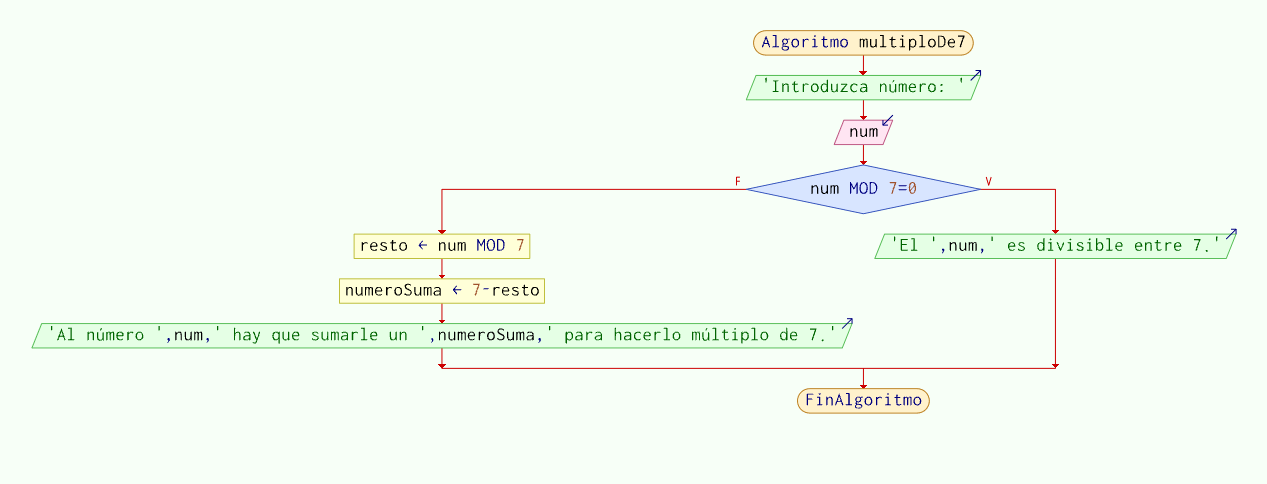 Algoritmo multiploDe7
'Introduzca número: '
num
num MOD 7=0
F
V
resto ← num MOD 7
numeroSuma ← 7-resto
'Al número ',num,' hay que sumarle un ',numeroSuma,' para hacerlo múltiplo de 7.'
'El ',num,' es divisible entre 7.'
FinAlgoritmo